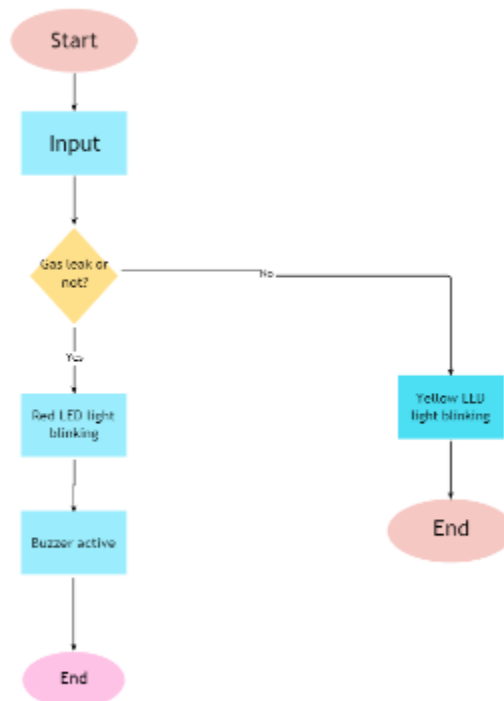 Start
Input
Gas leak or
not?
No
Yes
Red LED light
blinking
Yellow LED
light blinking
Buzzer active
End
End